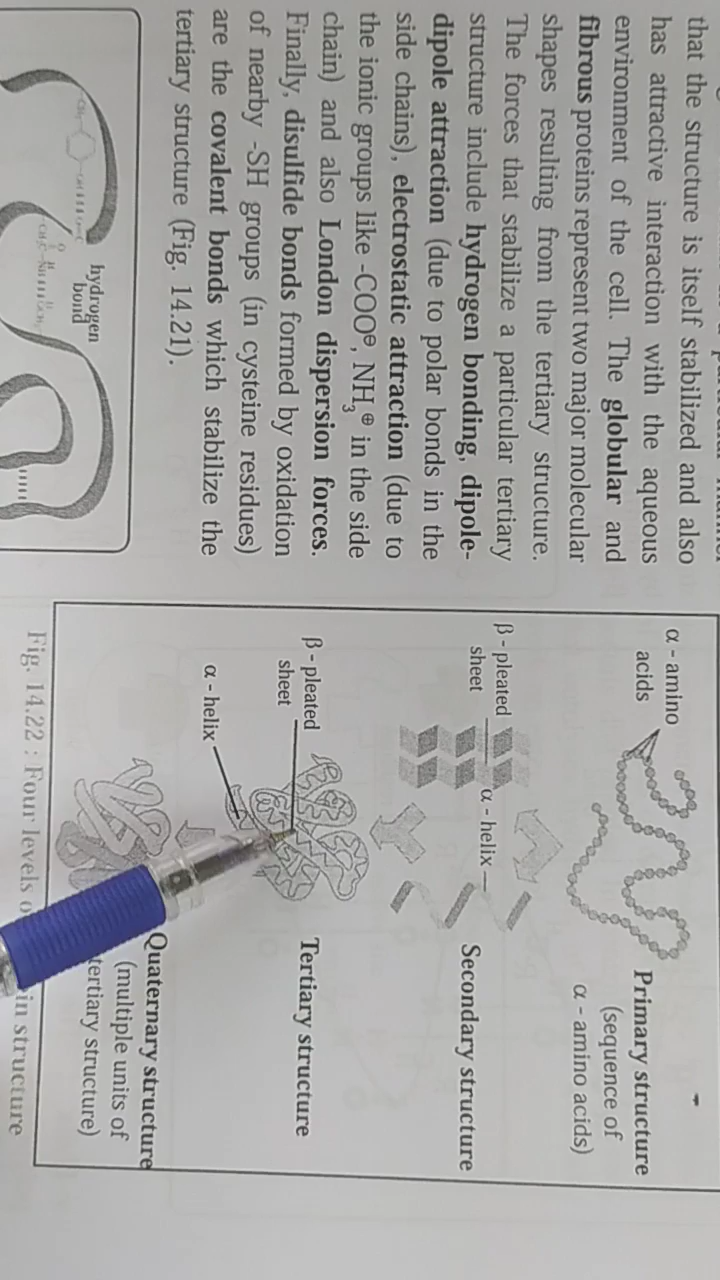 that the structure is itself stabilized and also
has attractive interaction with the aqueous
environment of the cell. The globular and
fibrous proteins represent two major molecular
shapes resulting from the tertiary structure.
The forces that stabilize a particular tertiary
structure include hydrogen bonding, dipole-
dipole attraction (due to polar bonds in the
side chains), electrostatic attraction (due to
the ionic groups like -COO⊖, NH₃⊕ in the side
chain) and also London dispersion forces.
Finally, disulfide bonds formed by oxidation
of nearby -SH groups (in cysteine residues)
are the covalent bonds which stabilize the
tertiary structure (Fig. 14.21).
hydrogen
bond
α - amino
acids
Primary structure
(sequence of
α - amino acids)
β - pleated
sheet
α - helix
Secondary structure
β - pleated
sheet
α - helix
Tertiary structure
Quaternary structure
(multiple units of
tertiary structure)
Fig. 14.22 : Four levels in structure